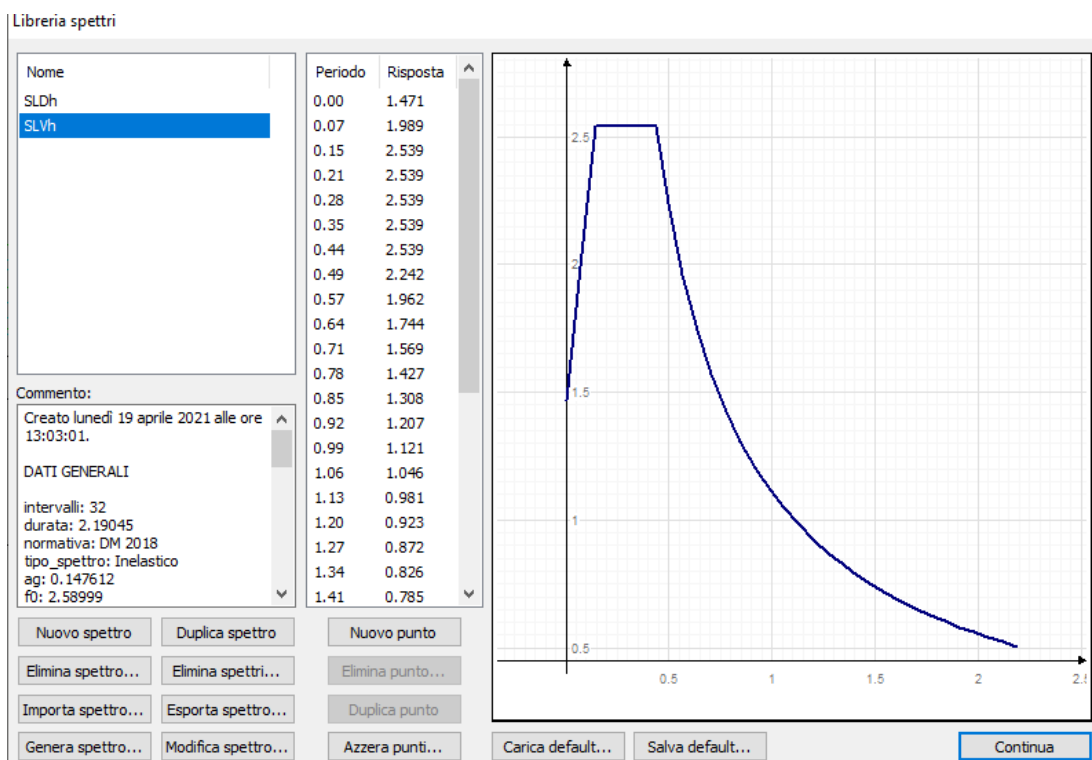 Libreria spettri
Nome
SLDh
SLVh
Commento:
Creato lunedì 19 aprile 2021 alle ore
13:03:01.
DATI GENERALI
intervalli: 32
durata: 2.19045
normativa: DM 2018
tipo_spettro: Inelastico
ag: 0.147612
f0: 2.58999
Periodo Risposta
0.00 1.471
0.07 1.989
0.15 2.539
0.21 2.539
0.28 2.539
0.35 2.539
0.44 2.539
0.49 2.242
0.57 1.962
0.64 1.744
0.71 1.569
0.78 1.427
0.85 1.308
0.92 1.207
0.99 1.121
1.06 1.046
1.13 0.981
1.20 0.923
1.27 0.872
1.34 0.826
1.41 0.785
2.5
2
1.5
1
0.5
0.5 1 1.5 2 2.5
Nuovo spettro Duplica spettro Nuovo punto
Elimina spettro... Elimina spettri... Elimina punto...
Importa spettro... Esporta spettro... Duplica punto
Genera spettro... Modifica spettro... Azzera punti... Carica default... Salva default... Continua